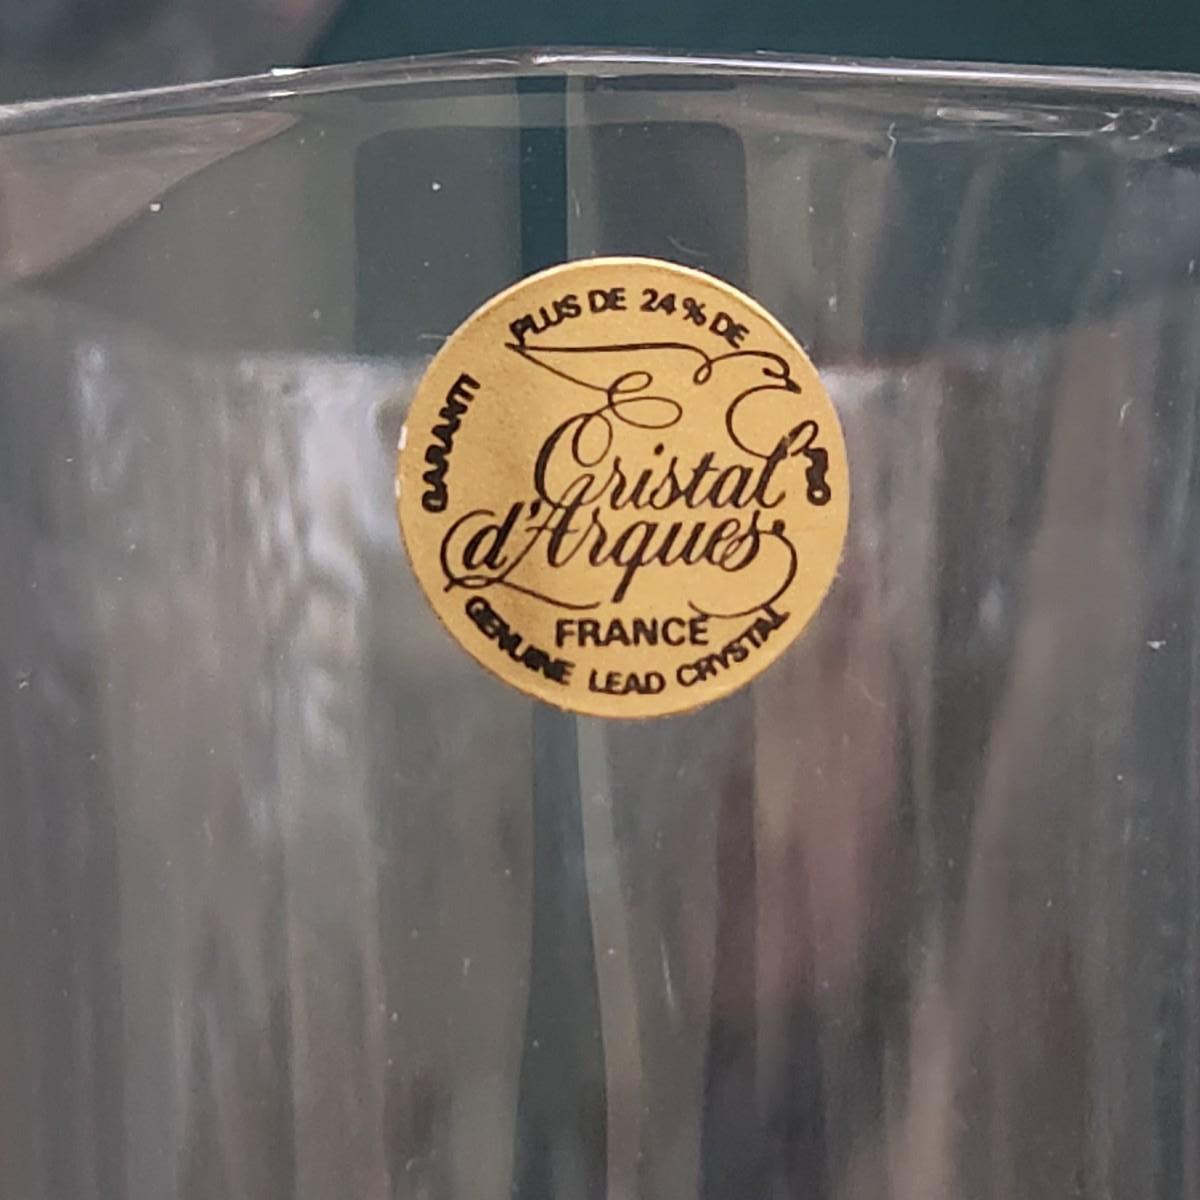 GARANTI PLUS DE 24% DE PbO
Cristal
d'Arques
FRANCE
GENUINE LEAD CRYSTAL